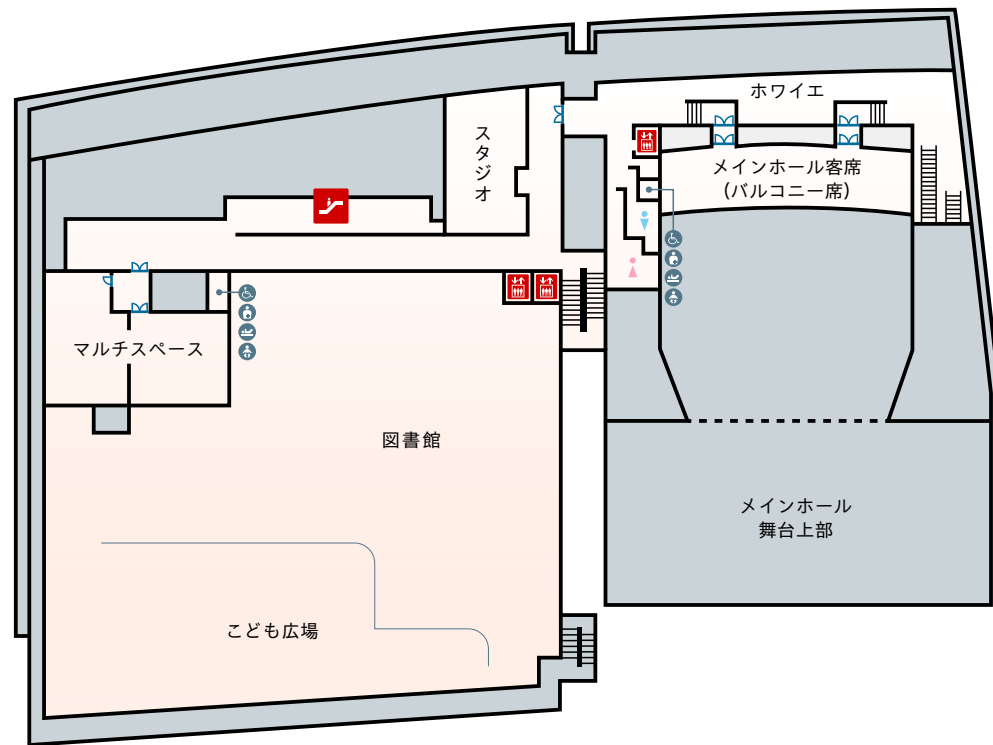 ホワイエ
スタジオ
メインホール客席
（バルコニー席）
マルチスペース
図書館
メインホール
舞台上部
こども広場